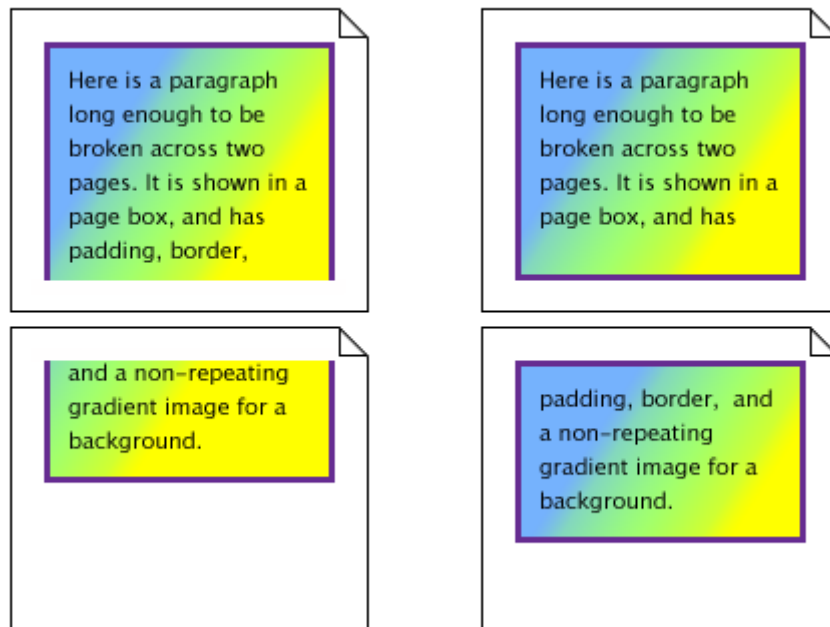 Here is a paragraph
long enough to be
broken across two
pages. It is shown in a
page box, and has
padding, border,
and a non-repeating
gradient image for a
background.
Here is a paragraph
long enough to be
broken across two
pages. It is shown in a
page box, and has
padding, border,  and
a non-repeating
gradient image for a
background.